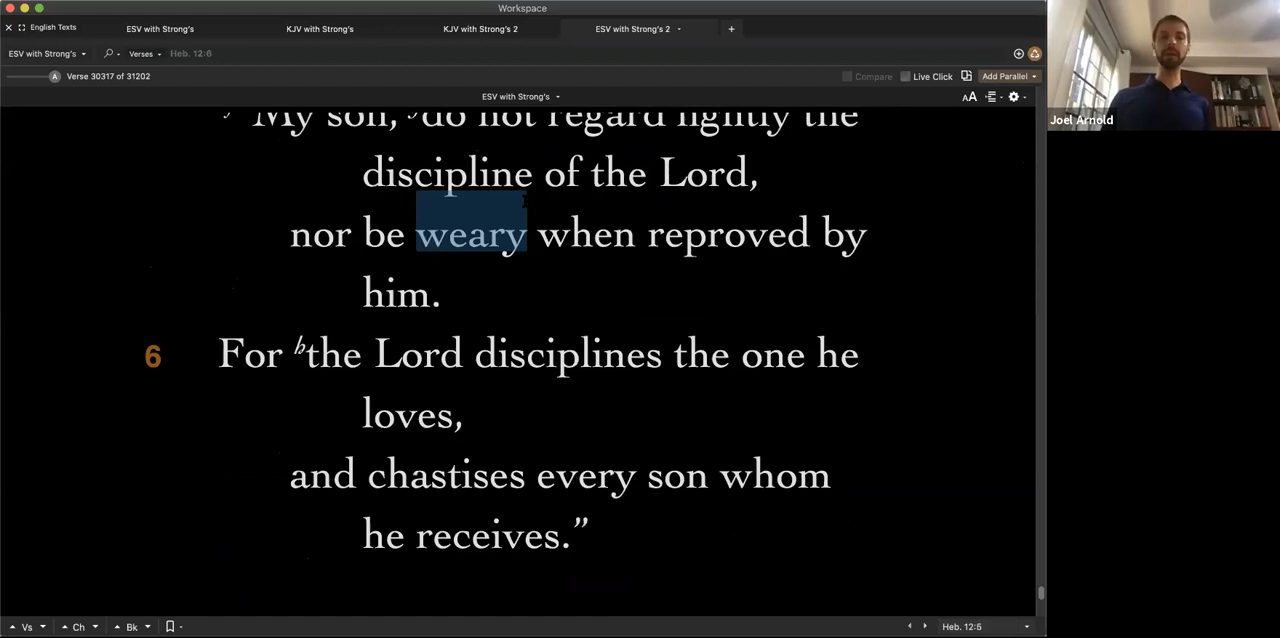 Workspace
English Texts
ESV with Strong's
KJV with Strong's
KJV with Strong's 2
ESV with Strong's 2
+
ESV with Strong's
Verses
Heb. 12:6
A
Verse 30317 of 31202
Compare
Live Click
Add Parallel
ESV with Strong's
AA
Joel Arnold
y "My son, y do not regard lightly the
discipline of the Lord,
nor be weary when reproved by
him.
6 For h the Lord disciplines the one he
loves,
and chastises every son whom
he receives.”
Vs
Ch
Bk
Heb. 12:5